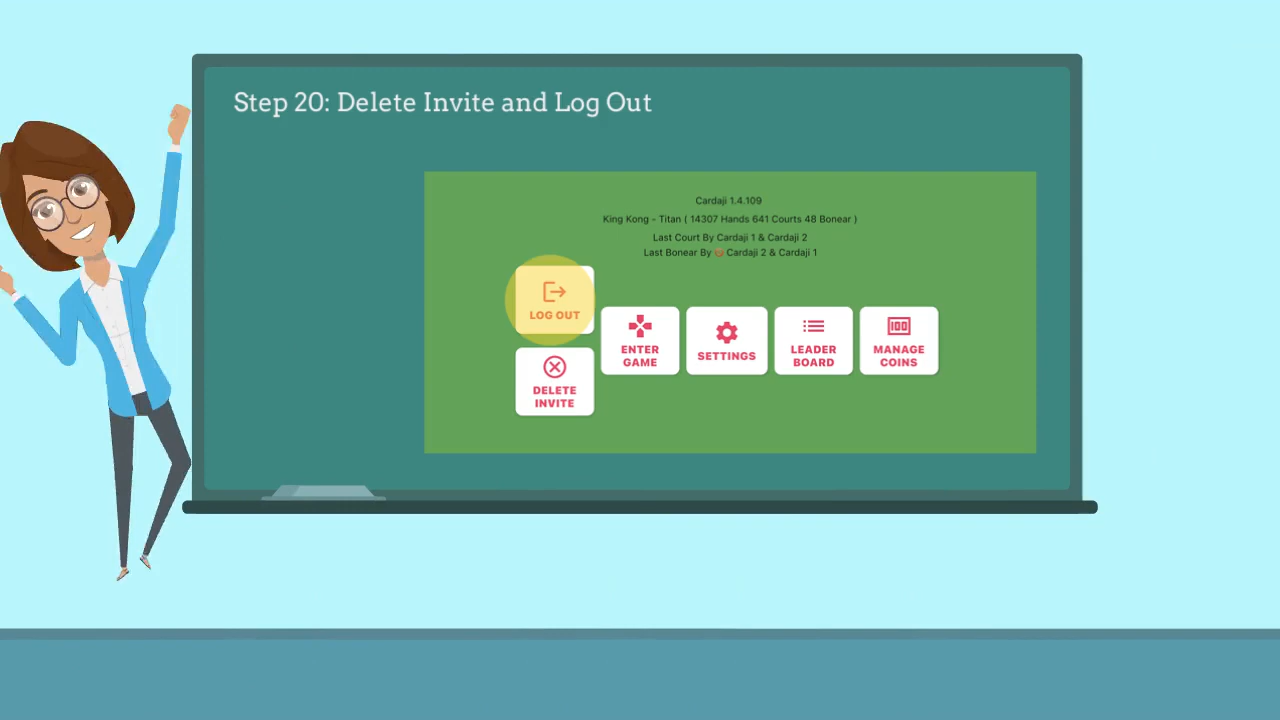 Step 20: Delete Invite and Log Out
Cardaji 1.4.109
King Kong - Titan ( 14307 Hands 641 Courts 48 Bonear )
Last Court By Cardaji 1 & Cardaji 2
Last Bonear By Cardaji 2 & Cardaji 1
LOG OUT
DELETE
INVITE
ENTER
GAME
SETTINGS
LEADER
BOARD
100
MANAGE
COINS